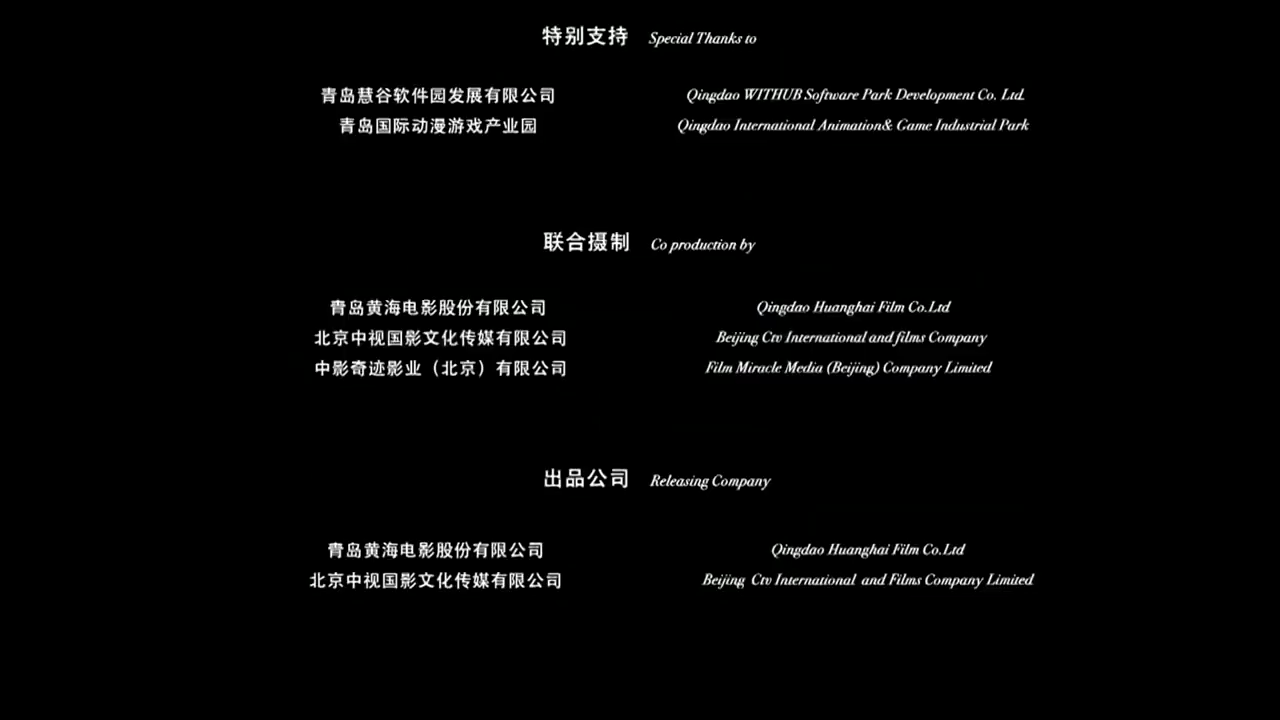 特别支持 Special Thanks to
青岛慧谷软件园发展有限公司 Qingdao WITHUB Software Park Development Co. Ltd.
青岛国际动漫游戏产业园 Qingdao International Animation& Game Industrial Park
联合摄制 Co production by
青岛黄海电影股份有限公司 Qingdao Huanghai Film Co.Ltd
北京中视国影文化传媒有限公司 Beijing Ctv International and films Company
中影奇迹影业（北京）有限公司 Film Miracle Media (Beijing) Company Limited
出品公司 Releasing Company
青岛黄海电影股份有限公司 Qingdao Huanghai Film Co.Ltd
北京中视国影文化传媒有限公司 Beijing Ctv International and Films Company Limited